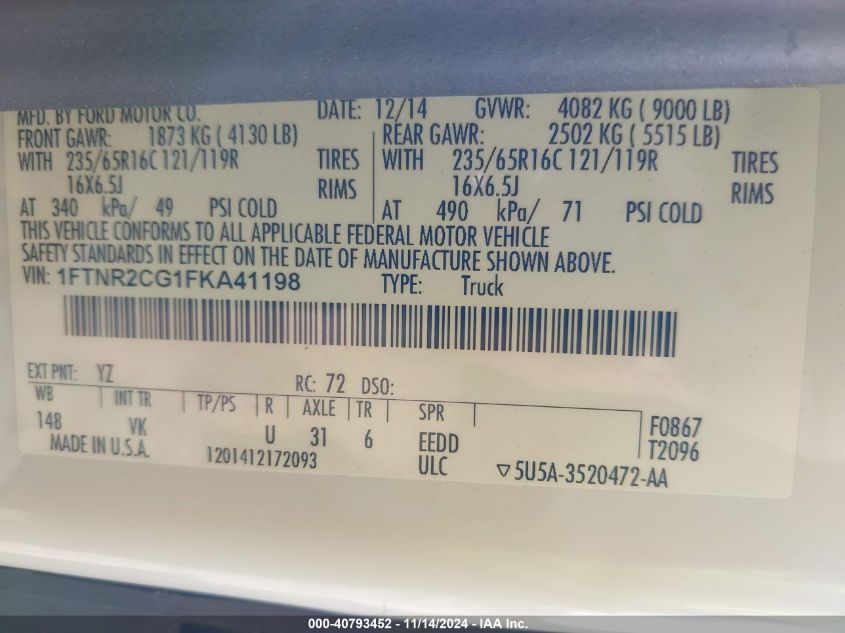 MFD. BY FORD MOTOR CO. DATE: 12/14 GVWR: 4082 KG ( 9000 LB)
FRONT GAWR: 1873 KG ( 4130 LB) REAR GAWR: 2502 KG ( 5515 LB)
WITH 235/65R16C 121/119R TIRES WITH 235/65R16C 121/119R TIRES
16X6.5J RIMS 16X6.5J RIMS
AT 340 kPa/ 49 PSI COLD AT 490 kPa/ 71 PSI COLD
THIS VEHICLE CONFORMS TO ALL APPLICABLE FEDERAL MOTOR VEHICLE
SAFETY STANDARDS IN EFFECT ON THE DATE OF MANUFACTURE SHOWN ABOVE.
VIN: 1FTNR2CG1FKA41198 TYPE: Truck
EXT PNT: YZ RC: 72 DSO:
WB INT TR TP/PS R AXLE TR SPR
148 VK U 31 6 EEDD F0867
MADE IN U.S.A. 1201412172093 ULC T2096
▽5U5A-3520472-AA
000-40793452 - 11/14/2024 - IAA Inc.